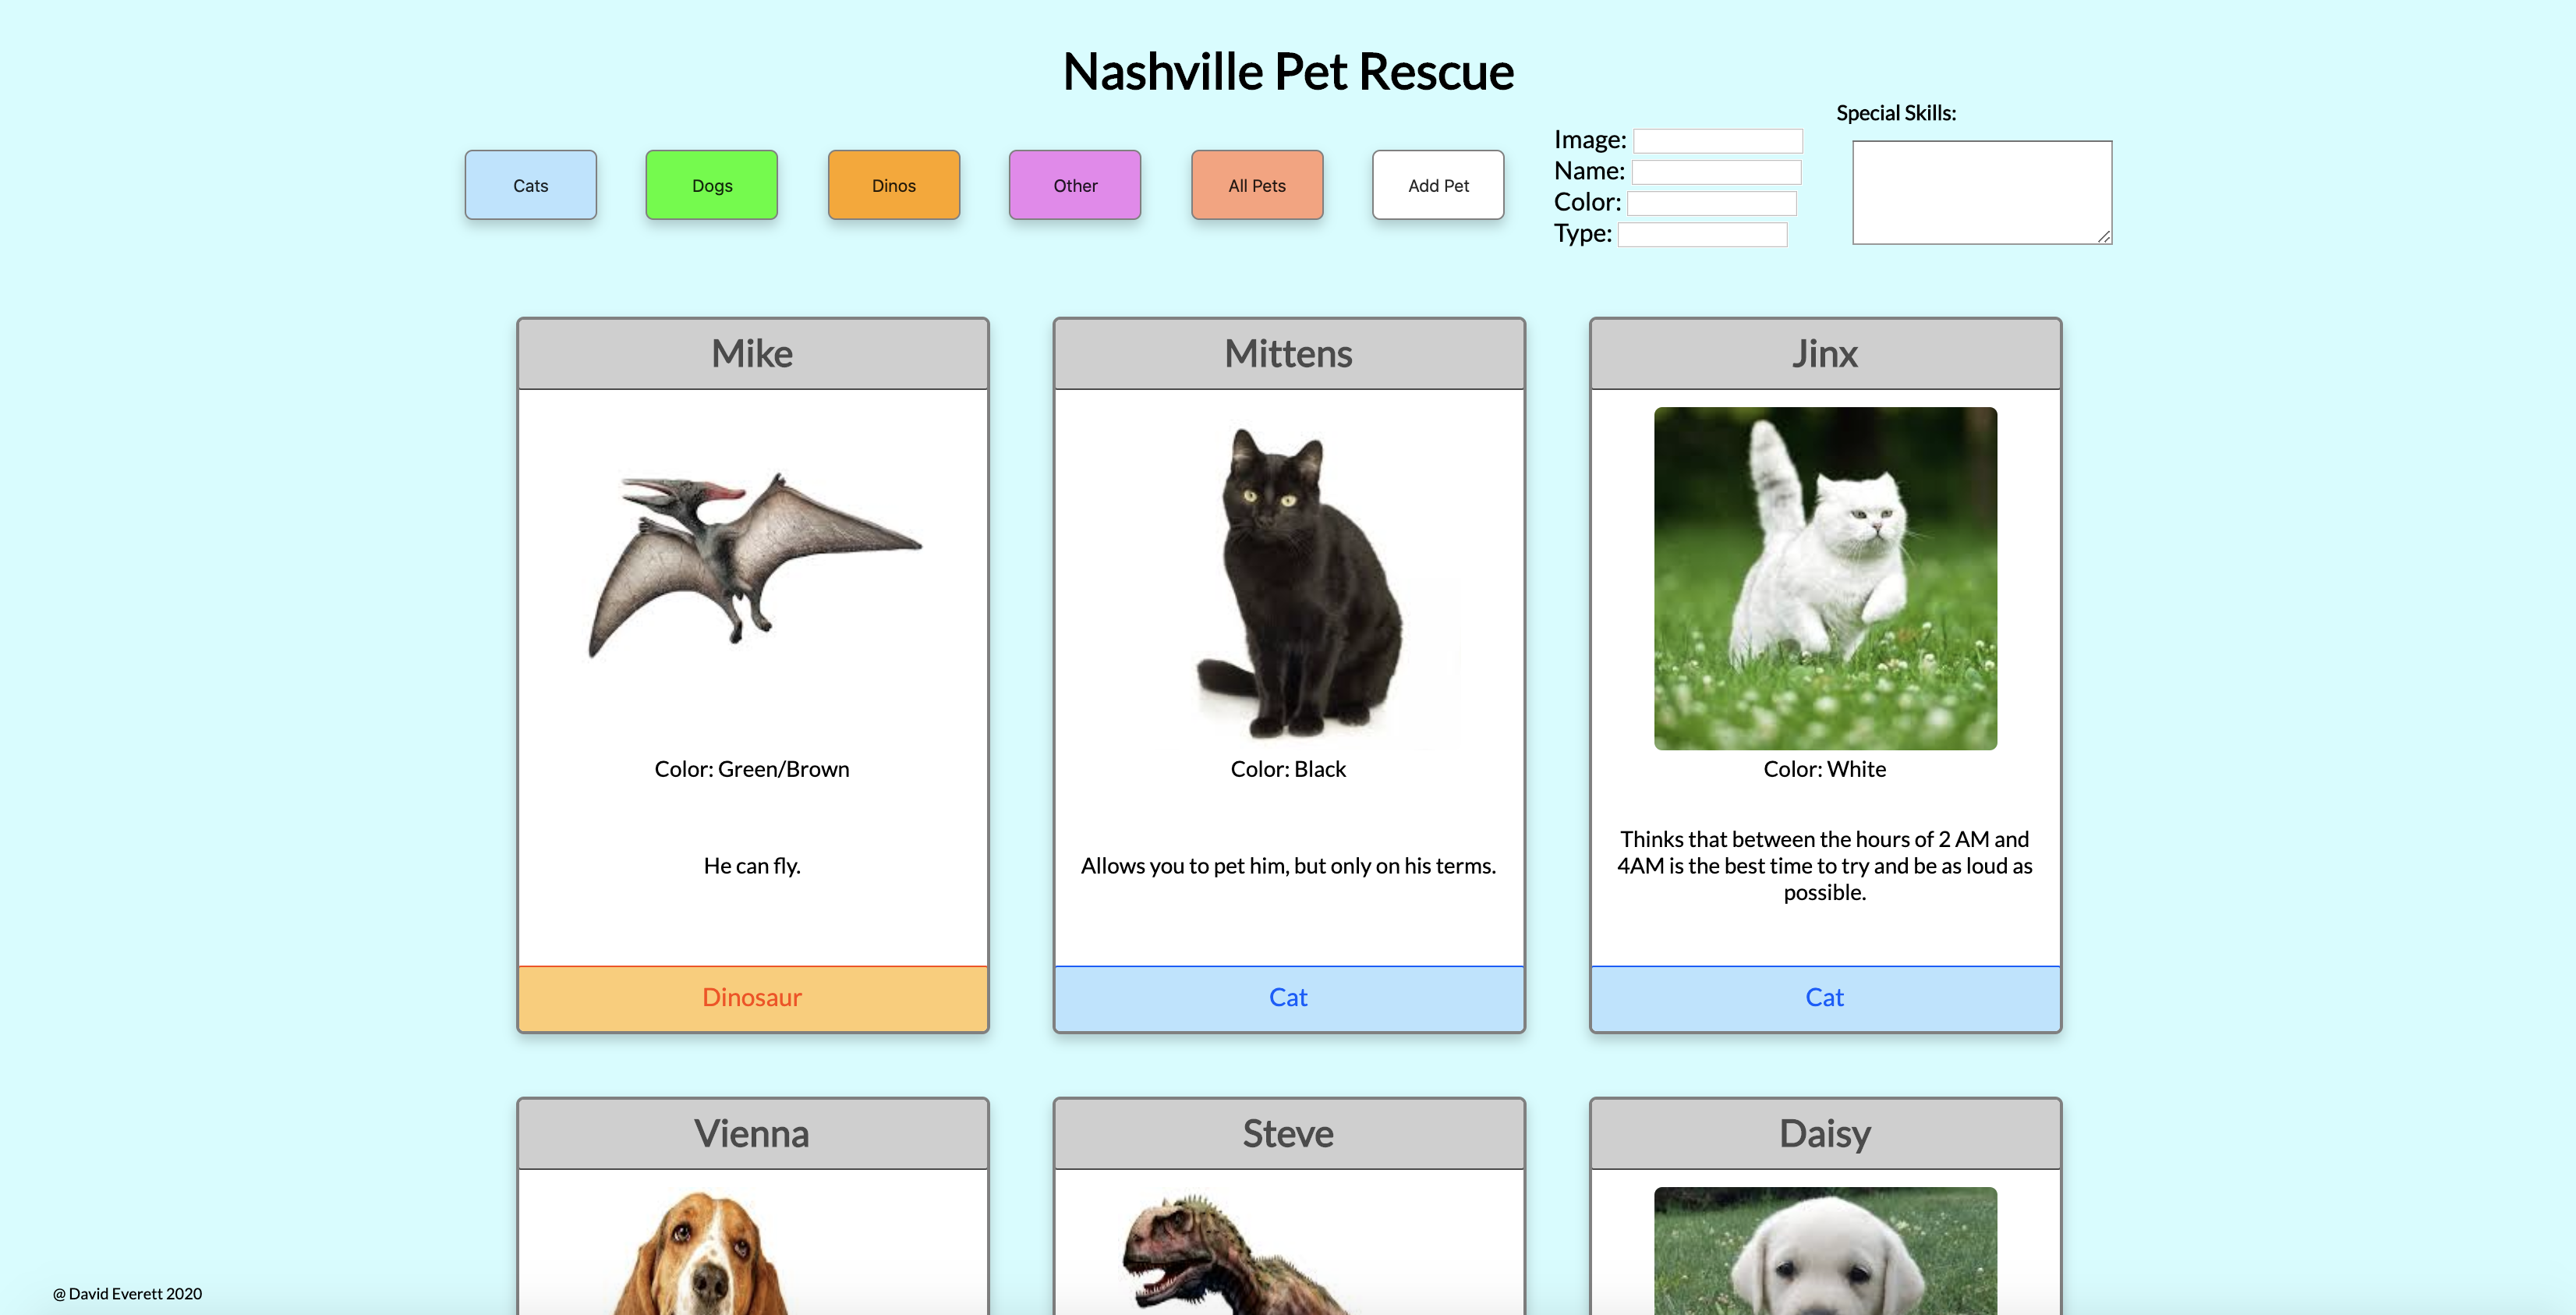 Nashville Pet Rescue
Cats
Dogs
Dinos
Other
All Pets
Add Pet
Image:
Name:
Color:
Type:
Special Skills:
Mike
Color: Green/Brown
He can fly.
Dinosaur
Mittens
Color: Black
Allows you to pet him, but only on his terms.
Cat
Jinx
Color: White
Thinks that between the hours of 2 AM and
4AM is the best time to try and be as loud as
possible.
Cat
Vienna
Steve
Daisy
@ David Everett 2020